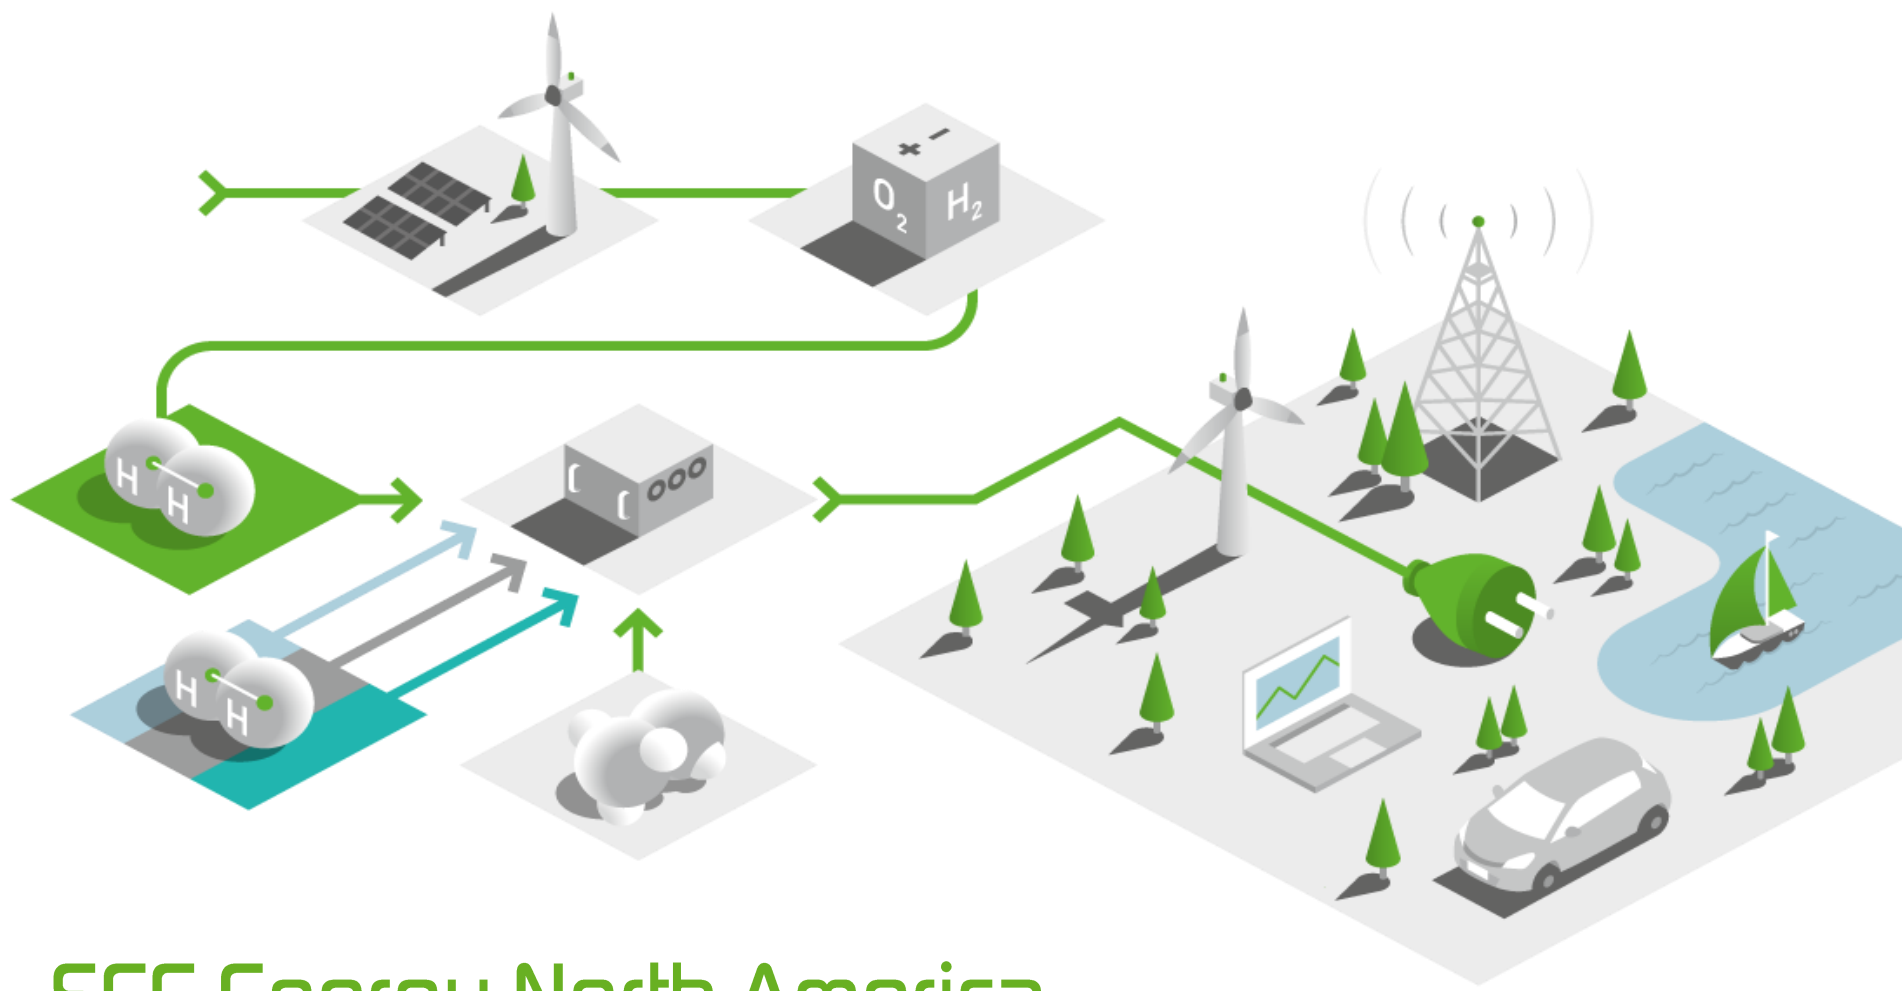 + −
O2 H2
H H
H H
SFC Energy North America